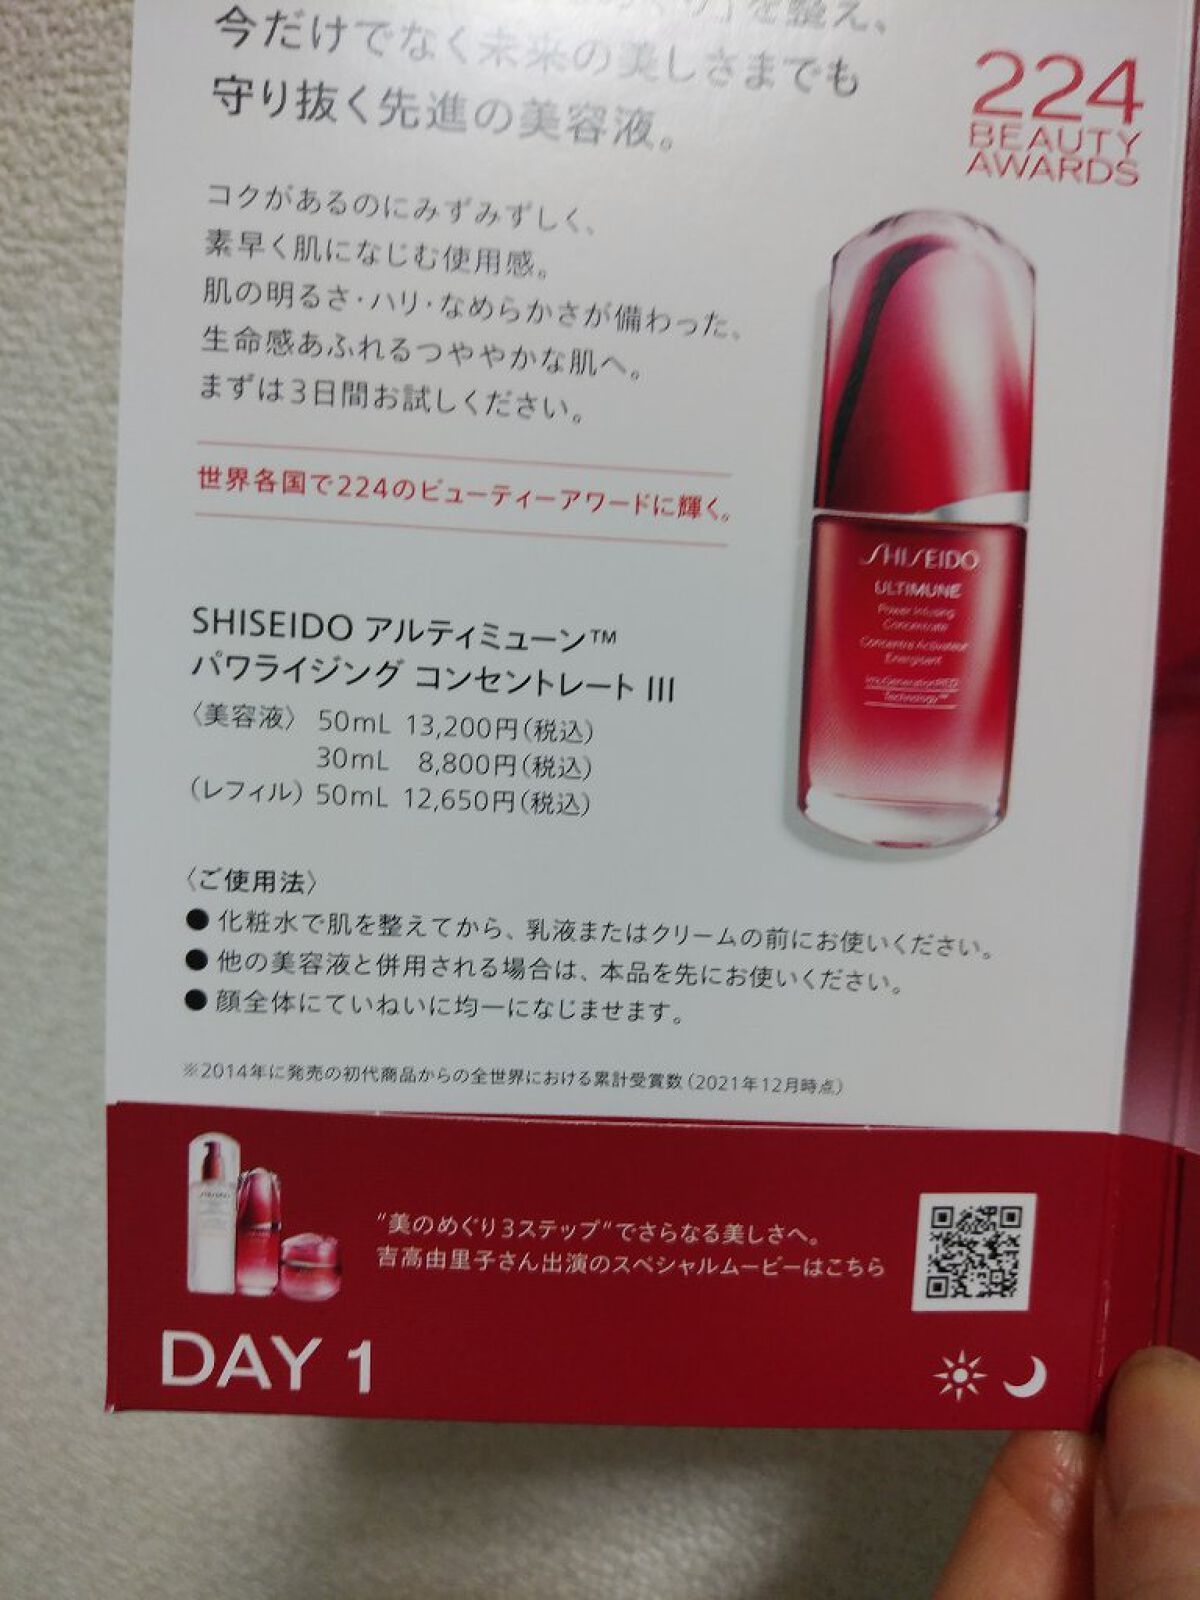 を整え、
今だけでなく未来の美しさまでも
守り抜く先進の美容液。
224
BEAUTY
AWARDS
コクがあるのにみずみずしく、
素早く肌になじむ使用感。
肌の明るさ・ハリ・なめらかさが備わった、
生命感あふれるつややかな肌へ。
まずは3日間お試しください。
世界各国で224のビューティーアワードに輝く。
SHISEIDO
ULTIMUNE
Power Infusing
Concentrate
Concentré Activateur
Energisant
ImuGenerationRED
Technology™
SHISEIDO アルティミューン™
パワライジング コンセントレート III
〈美容液〉 50mL 13,200円(税込)
30mL 8,800円(税込)
(レフィル) 50mL 12,650円(税込)
〈ご使用法〉
●化粧水で肌を整えてから、乳液またはクリームの前にお使いください。
●他の美容液と併用される場合は、本品を先にお使いください。
●顔全体にていねいに均一になじませます。
※2014年に発売の初代商品からの全世界における累計受賞数(2021年12月時点)
"美のめぐり3ステップ"でさらなる美しさへ。
吉高由里子さん出演のスペシャルムービーはこちら
DAY 1